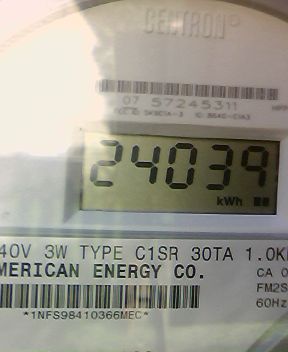 CENTRON®
07 57245311
24039
kWh
40V 3W TYPE C1SR 30TA 1.0K
MERICAN ENERGY CO.
CA 0
FM2S
60Hz
*1NFS98410366MEC*